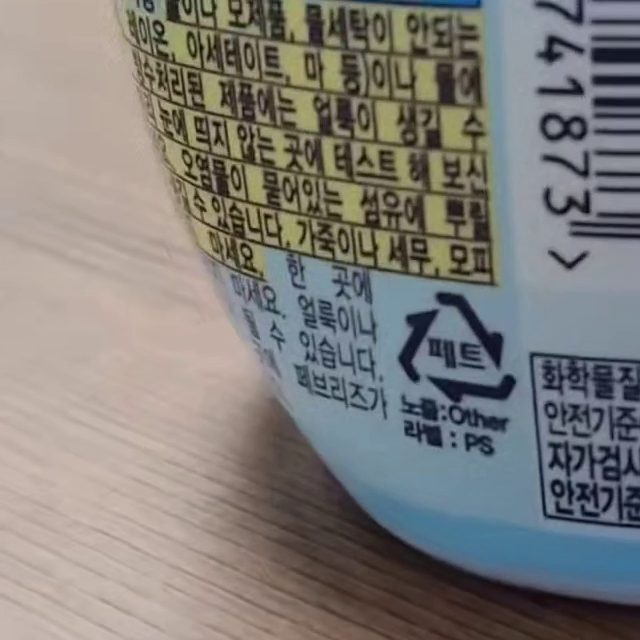 이나 모제품, 물세탁이 안되는
레이온, 아세테이트, 마 등)이나 물에
수처리된 제품에는 얼룩이 생길 수
눈에 띄지 않는 곳에 테스트 해 보신
오염물이 묻어있는 섬유에 뿌릴
수 있습니다. 가죽이나 세무, 모피
마세요.
한 곳에
마세요. 얼룩이나
수 있습니다.
페브리즈가
페트
노즐:Other
라벨 : PS
741873
>
화학물질
안전기준
자가검사
안전기준